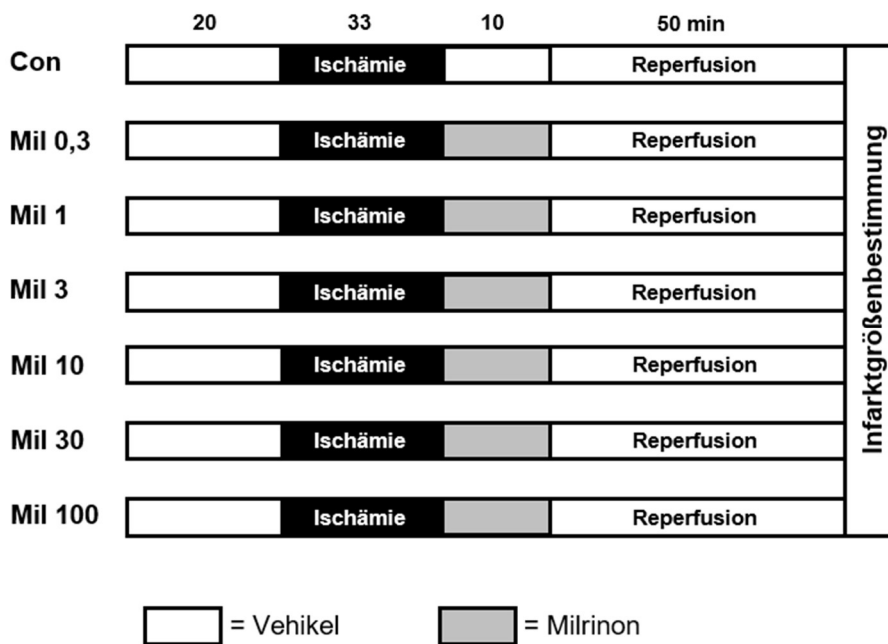 20 33 10 50 min
Con Ischämie Reperfusion
Mil 0,3 Ischämie Reperfusion
Mil 1 Ischämie Reperfusion
Mil 3 Ischämie Reperfusion
Mil 10 Ischämie Reperfusion
Mil 30 Ischämie Reperfusion
Mil 100 Ischämie Reperfusion
Infarktgrößenbestimmung
= Vehikel = Milrinon